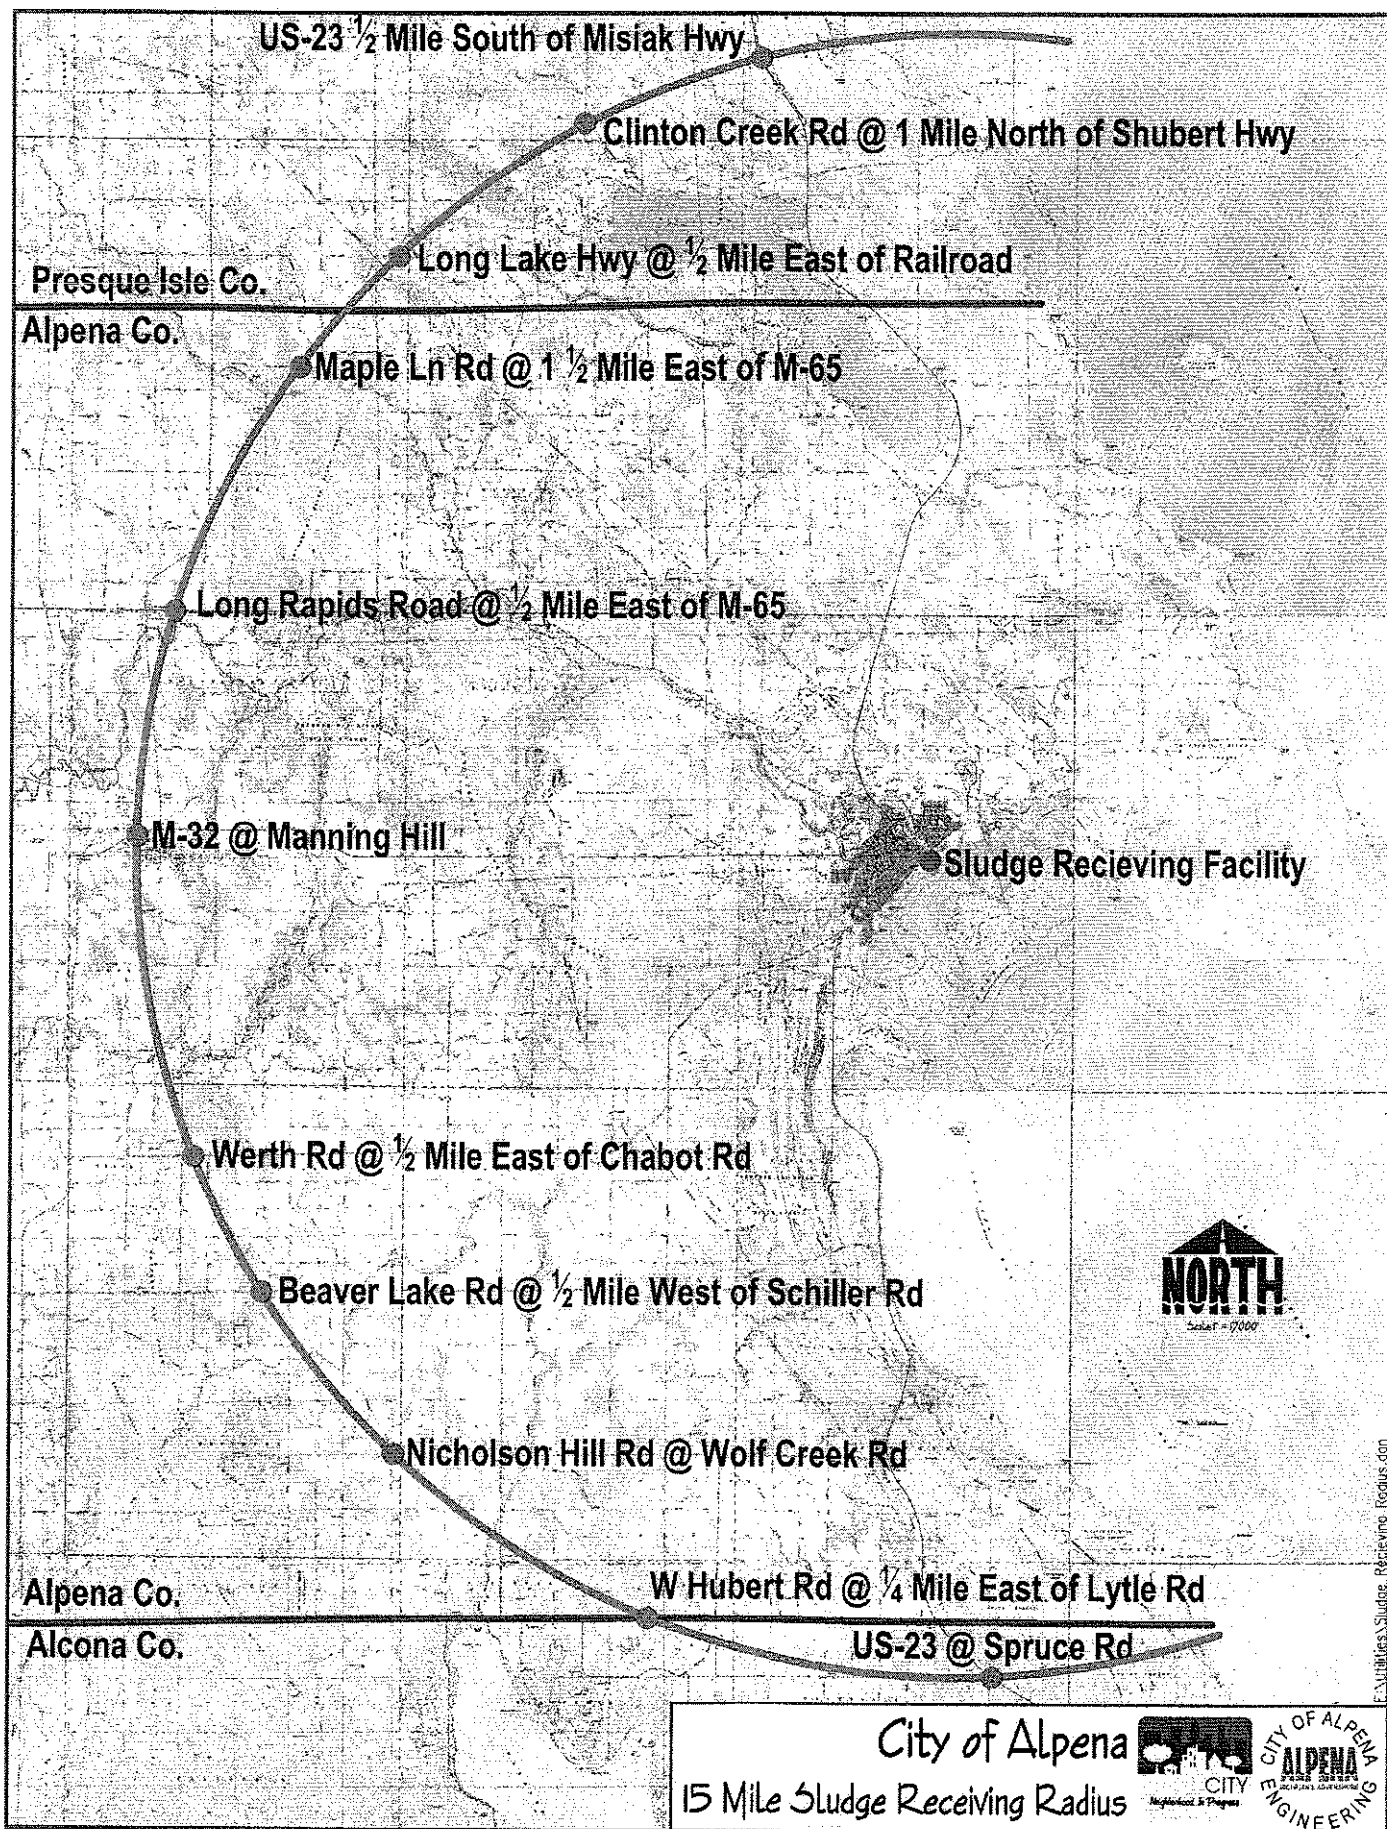 US-23 ½ Mile South of Misiak Hwy
Clinton Creek Rd @ 1 Mile North of Shubert Hwy
Long Lake Hwy @ ½ Mile East of Railroad
Presque Isle Co.
Alpena Co.
Maple Ln Rd @ 1 ½ Mile East of M-65
Long Rapids Road @ ½ Mile East of M-65
M-32 @ Manning Hill
Sludge Recieving Facility
Werth Rd @ ½ Mile East of Chabot Rd
NORTH
Beaver Lake Rd @ ½ Mile West of Schiller Rd
Nicholson Hill Rd @ Wolf Creek Rd
Alpena Co.
W Hubert Rd @ ¼ Mile East of Lytle Rd
Alcona Co.
US-23 @ Spruce Rd
City of Alpena
15 Mile Sludge Receiving Radius
CITY
CITY OF ALPENA
ALPENA
ENGINEERING
F:\Utilities\Sludge Recieving Radius.dgn